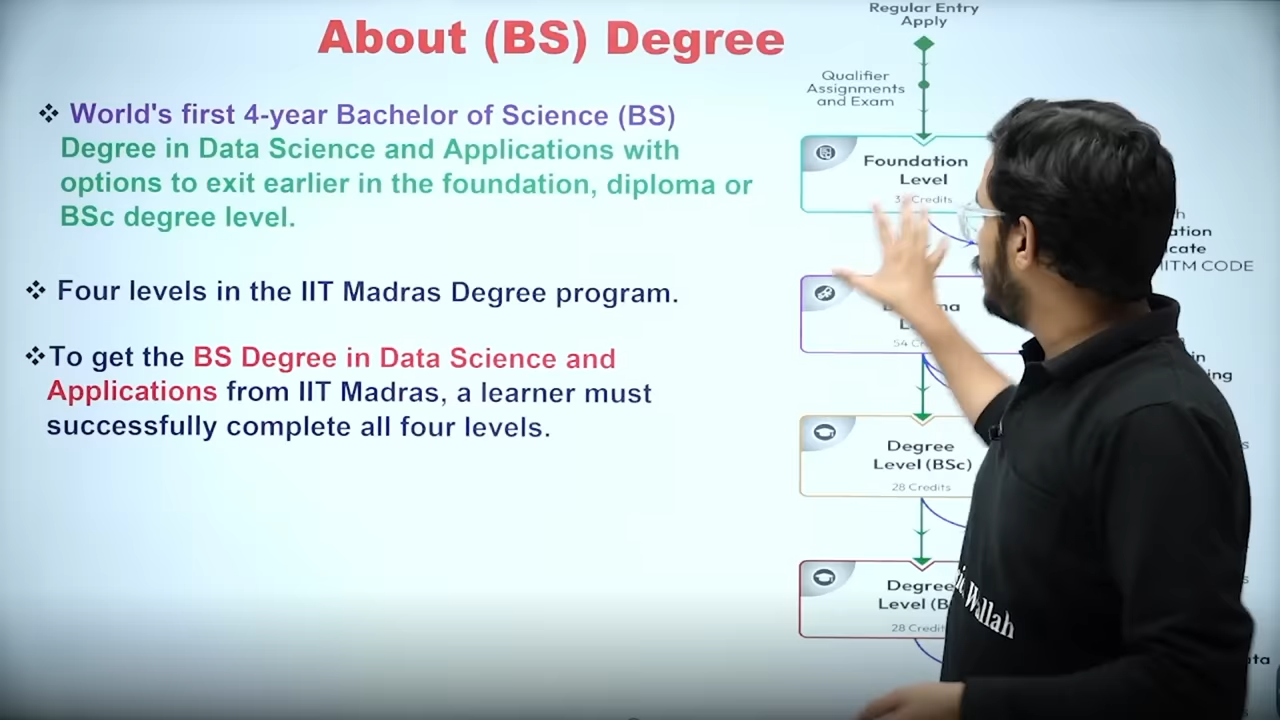 About (BS) Degree
❖ World's first 4-year Bachelor of Science (BS)
Degree in Data Science and Applications with
options to exit earlier in the foundation, diploma or
BSc degree level.
❖ Four levels in the IIT Madras Degree program.
❖To get the BS Degree in Data Science and
Applications from IIT Madras, a learner must
successfully complete all four levels.
Regular Entry
Apply
Qualifier
Assignments
and Exam
Foundation
Level
Credits
IITM CODE
54
Degree
Level (BSc)
28 Credits
Degree
Level (B
28 Credit
Wallah